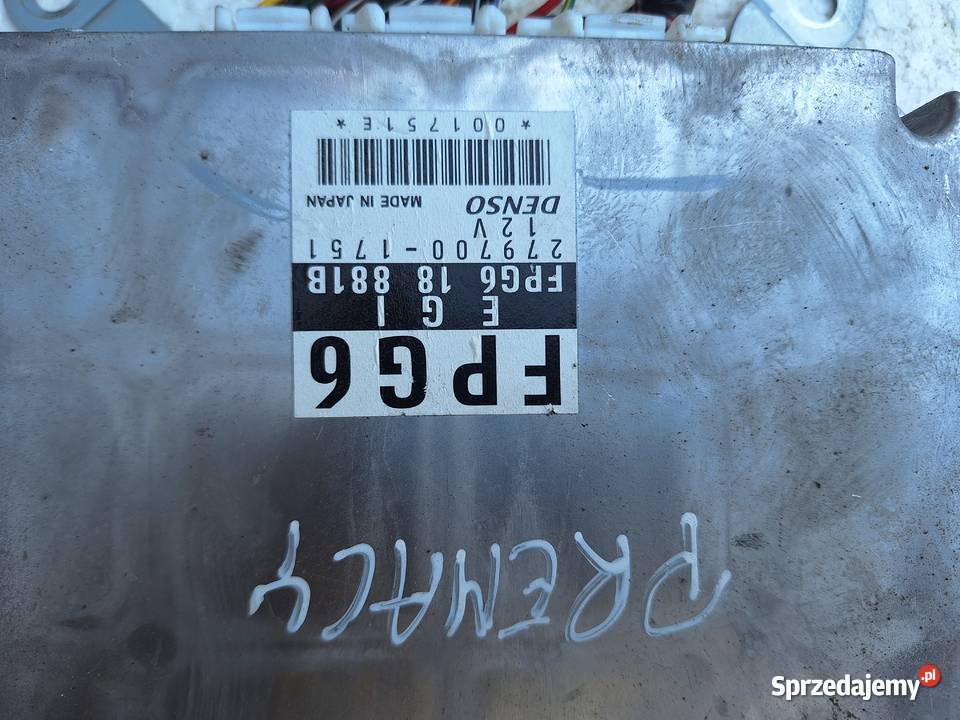 FPG6
E G I
FPG6 18 881B
279700-1751
12V
DENSO MADE IN JAPAN
* 001751E *
PREMACY
Sprzedajemy.pl